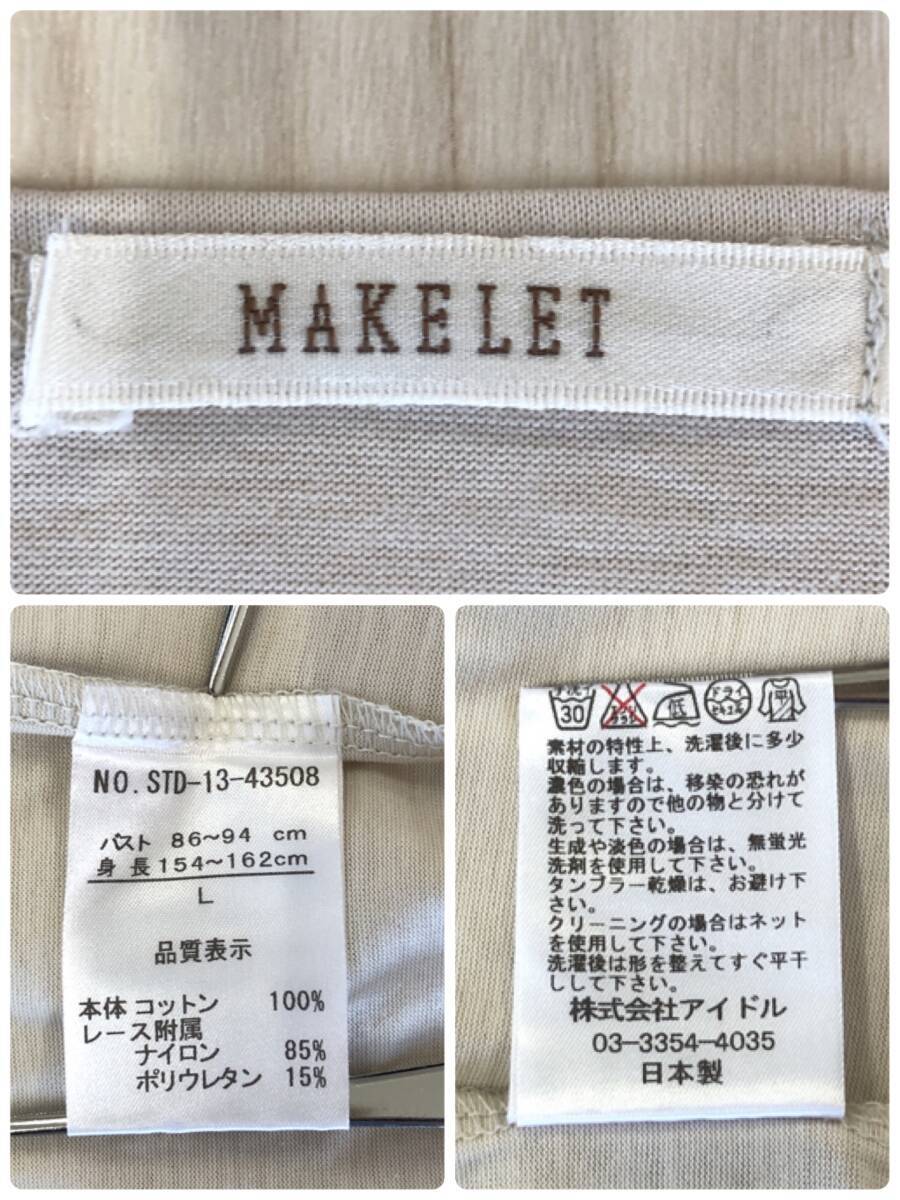 MAKELET
NO. STD-13-43508
バスト 86~94 cm
身 長 154~162cm
L
品質表示
本体 コットン 100%
レース附属
ナイロン 85%
ポリウレタン 15%
30 低 ドライ 平
素材の特性上、洗濯後に多少
収縮します。
濃色の場合は、移染の恐れが
ありますので他の物と分けて
洗って下さい。
生成や淡色の場合は、無蛍光
洗剤を使用して下さい。
タンブラー乾燥は、お避け下
さい。
クリーニングの場合はネット
を使用して下さい。
洗濯後は形を整えてすぐ平干
しして下さい。
株式会社アイドル
03-3354-4035
日本製